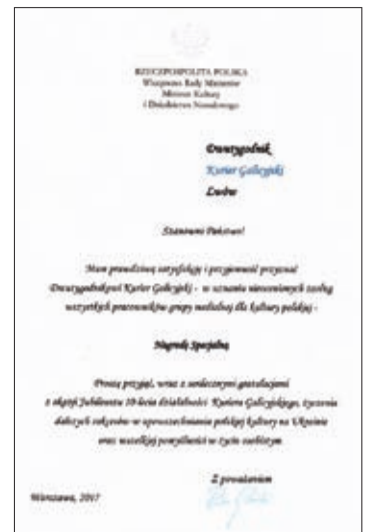 RZECZPOSPOLITA POLSKA
Wiceprezes Rady Ministrów
Minister Kultury
i Dziedzictwa Narodowego
Dwutygodnik
Kurier Galicyjski
Lwów
Szanowni Państwo!
Mam prawdziwą satysfakcję i przyjemność przyznać
Dwutygodnikowi Kurier Galicyjski - w uznaniu nieocenionych zasług
wszystkich pracowników grupy medialnej dla kultury polskiej -
Nagrodę Specjalną
Proszę przyjąć, wraz z serdecznymi gratulacjami
z okazji Jubileuszu 10-lecia działalności Kuriera Galicyjskiego, życzenia
dalszych sukcesów w upowszechnianiu polskiej kultury na Ukrainie
oraz wszelkiej pomyślności w życiu osobistym
Z poważaniem
Warszawa, 2017